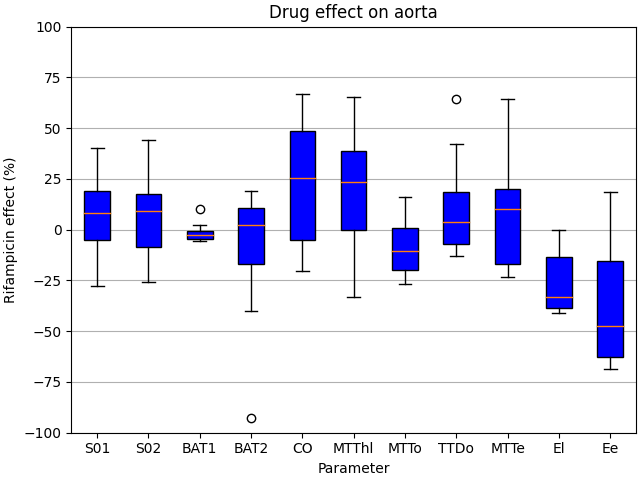 Drug effect on aorta
100
75
50
25
0
−25
−50
−75
−100
Rifampicin effect (%)
S01 S02 BAT1 BAT2 CO MTThl MTTo TTDo MTTe El Ee
Parameter